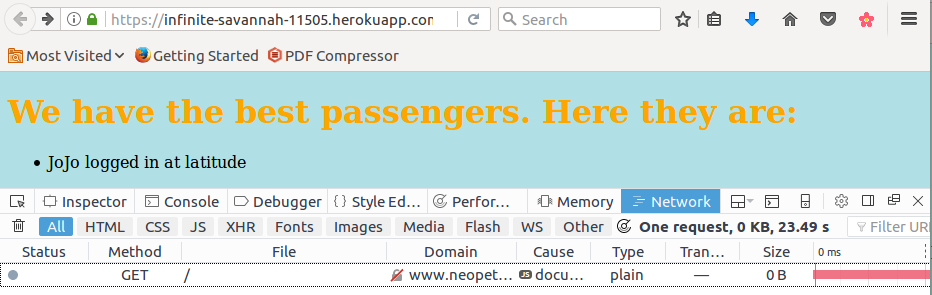 https://infinite-savannah-11505.herokuapp.com Search
Most Visited Getting Started PDF Compressor
We have the best passengers. Here they are:
JoJo logged in at latitude
Inspector Console Debugger { } Style Ed... Perfor... Memory Network
All HTML CSS JS XHR Fonts Images Media Flash WS Other One request, 0 KB, 23.49 s Filter UR
Status Method File Domain Cause Type Tran... Size 0 ms
GET / www.neopet... JS docu... plain — 0 B